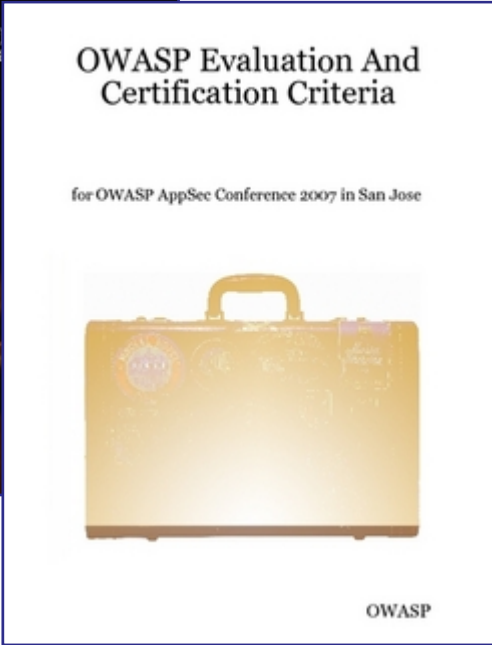 OWASP Evaluation And
Certification Criteria
for OWASP AppSec Conference 2007 in San Jose
OWASP